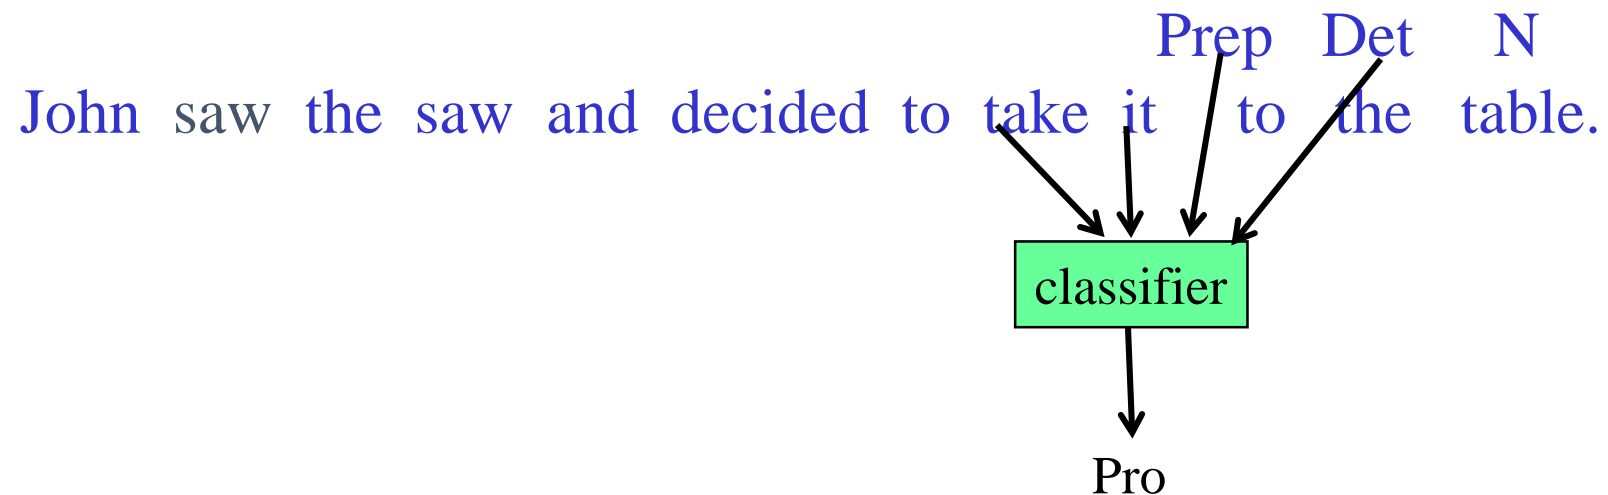 Prep Det N
John saw the saw and decided to take it to the table.
classifier
Pro